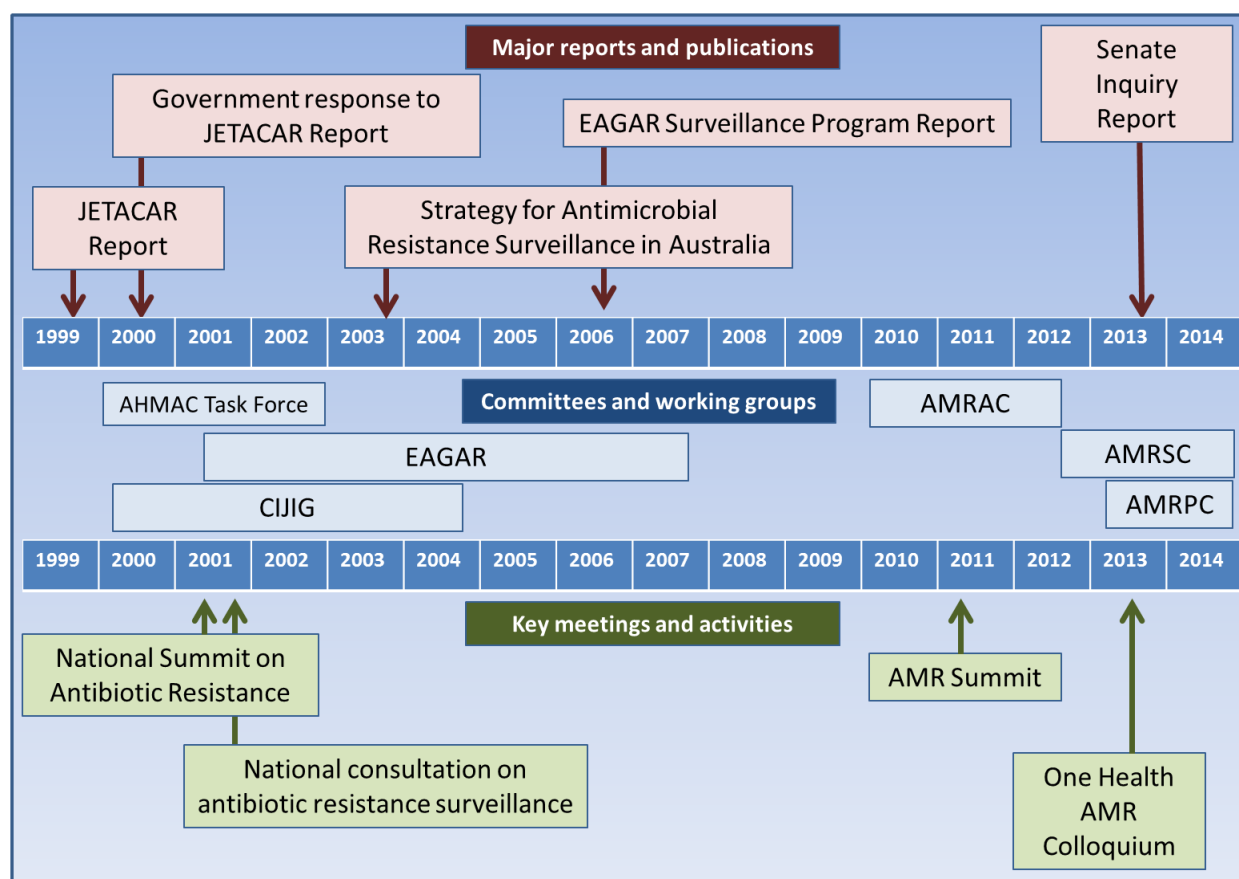 Major reports and publications
Senate
Inquiry
Report
Government response to
JETACAR Report
EAGAR Surveillance Program Report
JETACAR
Report
Strategy for Antimicrobial
Resistance Surveillance in Australia
1999 2000 2001 2002 2003 2004 2005 2006 2007 2008 2009 2010 2011 2012 2013 2014
AHMAC Task Force
Committees and working groups
AMRAC
EAGAR
AMRSC
CIJIG
AMRPC
1999 2000 2001 2002 2003 2004 2005 2006 2007 2008 2009 2010 2011 2012 2013 2014
Key meetings and activities
National Summit on
Antibiotic Resistance
AMR Summit
National consultation on
antibiotic resistance surveillance
One Health
AMR
Colloquium